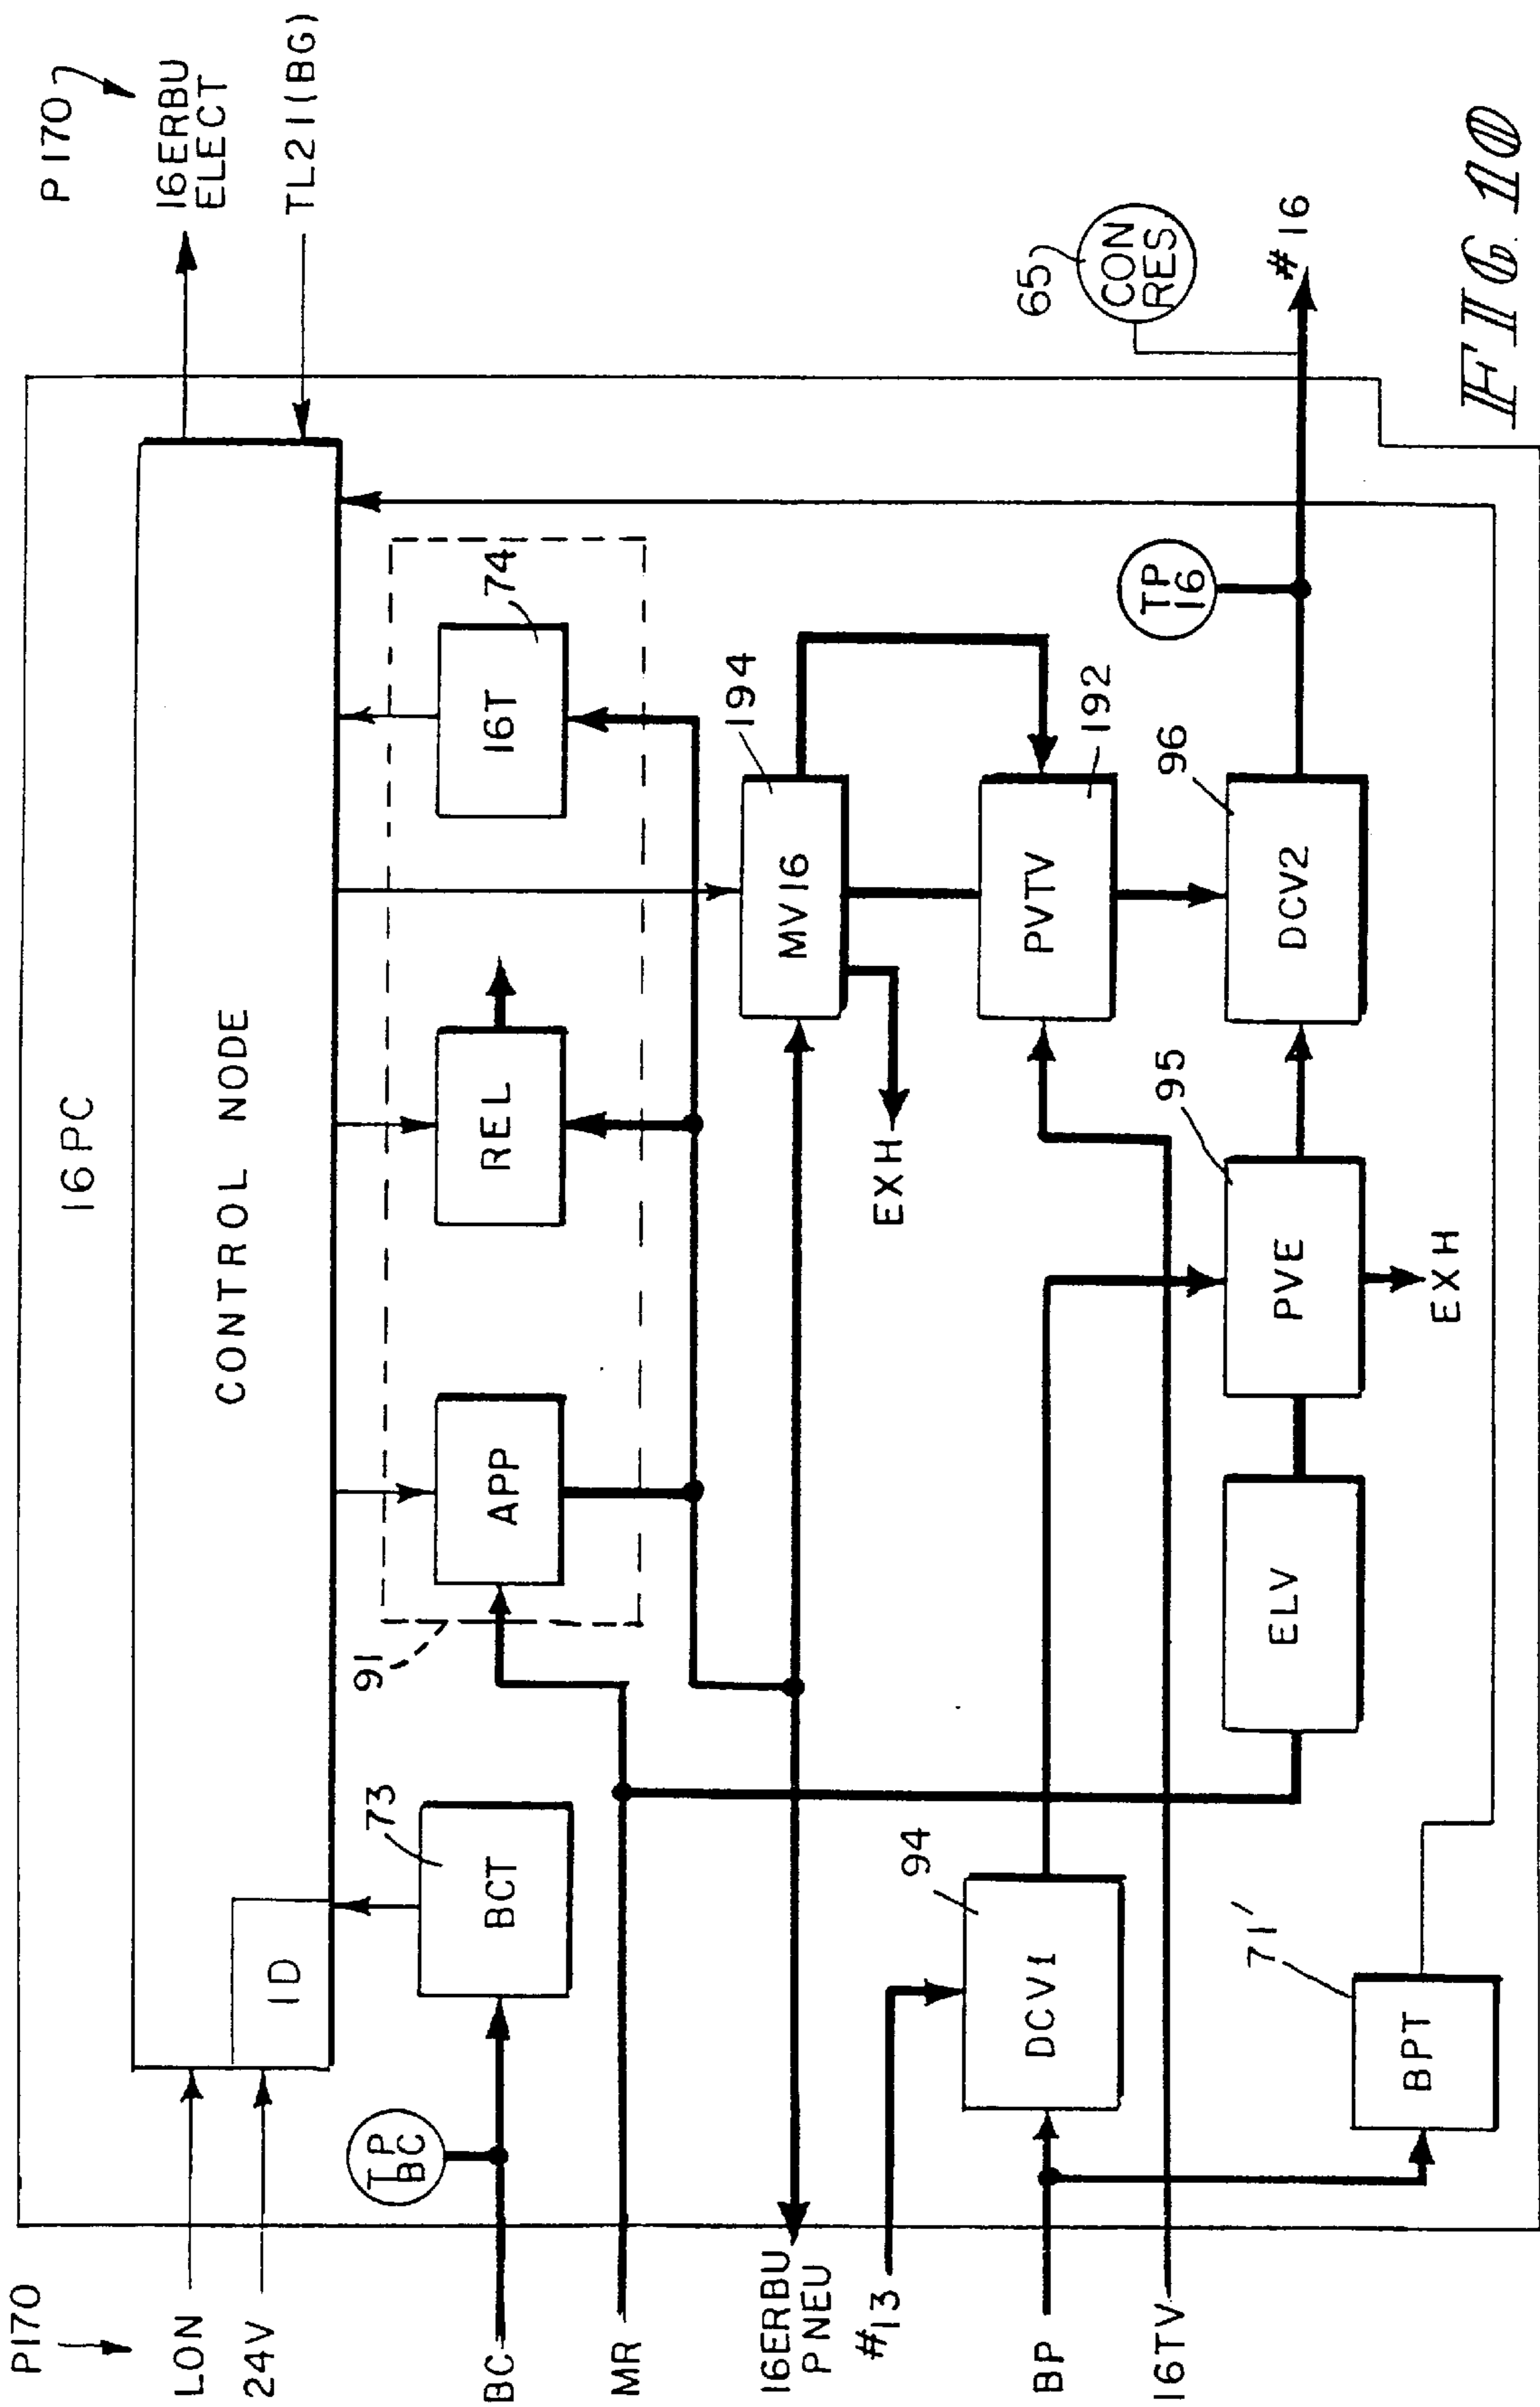 P170
LON
24V
BC
MR
16ERBU
PNEU
#13
BP
16TV
16PC
CONTROL NODE
ID
TP
BC
BCT
73
91
APP
REL
16T
74
MV16
194
EXH
PVTV
192
DCV1
94
ELV
PVE
95
EXH
DCV2
96
BPT
71'
TP
16
65
CON
RES
#16
P170
16ERBU
ELECT
TL21(BG)
FIG 10